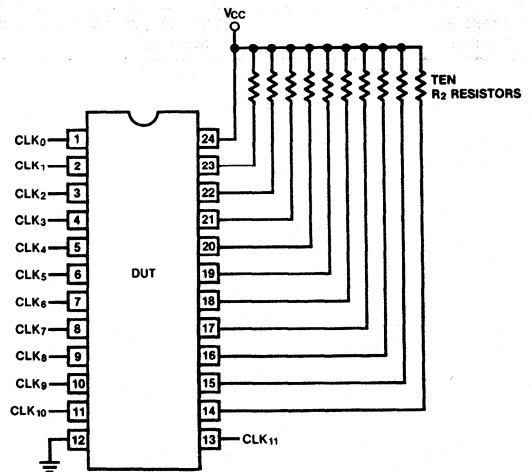 VCC
TEN
R2 RESISTORS
CLK0 1 24
CLK1 2 23
CLK2 3 22
CLK3 4 21
CLK4 5 20
CLK5 6 DUT 19
CLK6 7 18
CLK7 8 17
CLK8 9 16
CLK9 10 15
CLK10 11 14
12 13 CLK11